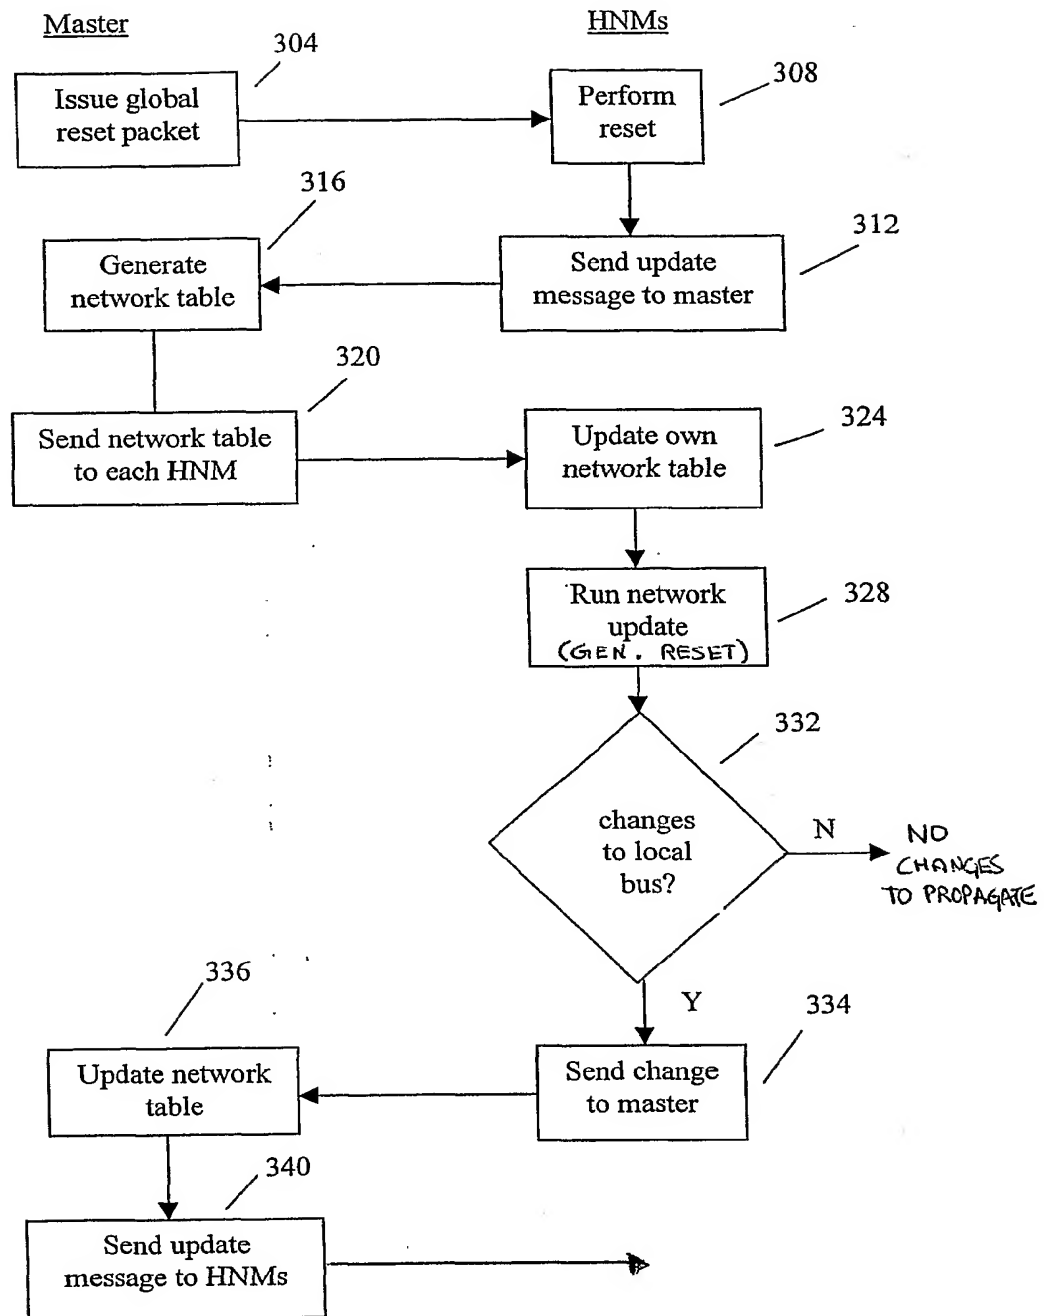 Master
HNMs
304
308
Issue global
reset packet
Perform
reset
316
312
Generate
network table
Send update
message to master
320
324
Send network table
to each HNM
Update own
network table
328
Run network
update
(GEN. RESET)
332
changes
to local
bus?
N
NO
CHANGES
TO PROPAGATE
336
Y
334
Update network
table
Send change
to master
340
Send update
message to HNMs